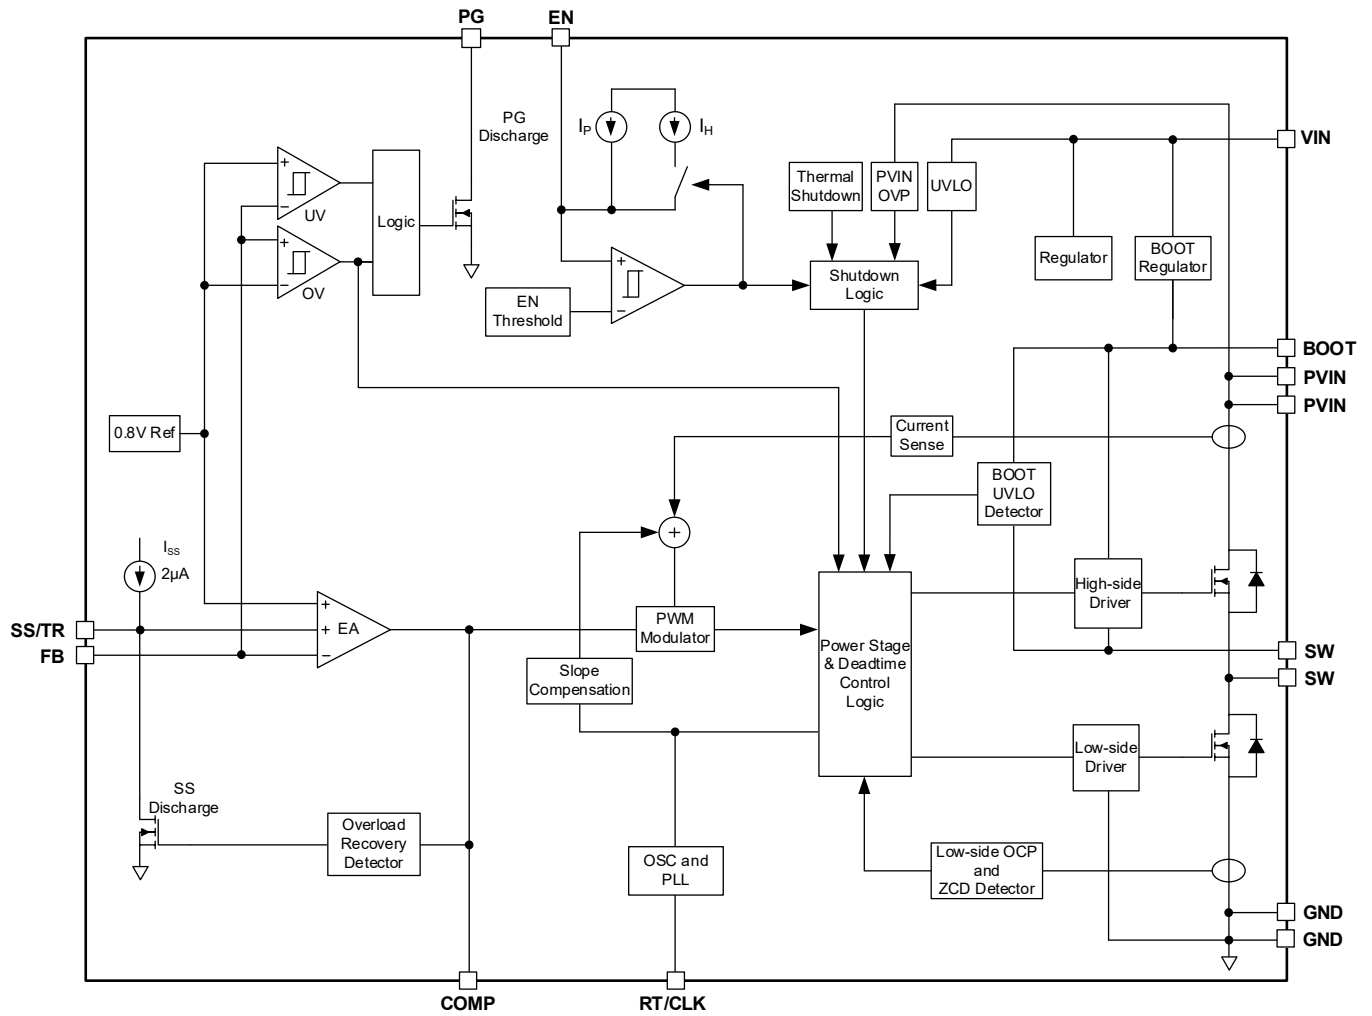 PG
EN
PG
Discharge
IP
IH
VIN
+
−
UV
Logic
Thermal
Shutdown
PVIN
OVP
UVLO
+
−
OV
+
−
EN
Threshold
Shutdown
Logic
Regulator
BOOT
Regulator
BOOT
PVIN
PVIN
0.8V Ref
Current
Sense
BOOT
UVLO
Detector
+
ISS
2µA
SS/TR
FB
+
+
−
EA
PWM
Modulator
Slope
Compensation
Power Stage
& Deadtime
Control
Logic
High-side
Driver
SW
SW
Low-side
Driver
SS
Discharge
Overload
Recovery
Detector
OSC and
PLL
Low-side OCP
and
ZCD Detector
GND
GND
COMP
RT/CLK